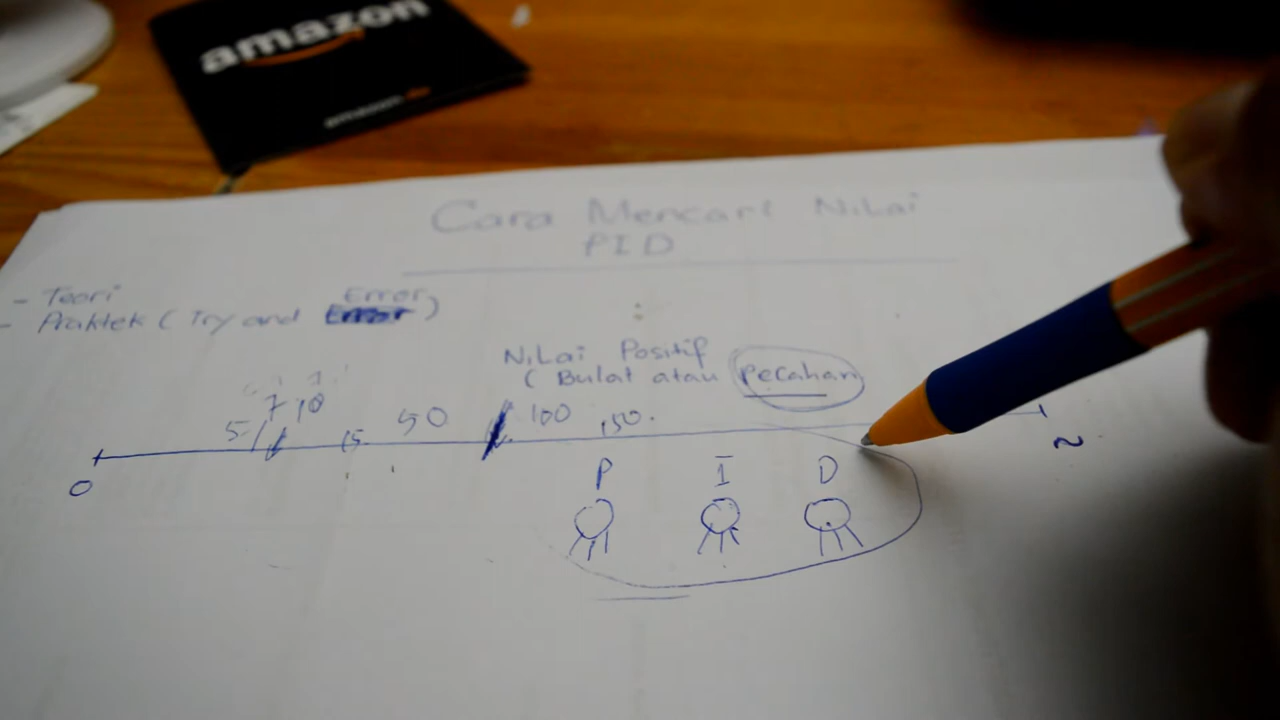 amazon
amazon
Cara Mencari Nilai
PID
- Teori
Error
- Praktek ( Try and Error )
:
Nilai Positif
( Bulat atau pecahan
7 10
5 15 50 100 150.
0 ~
P I D